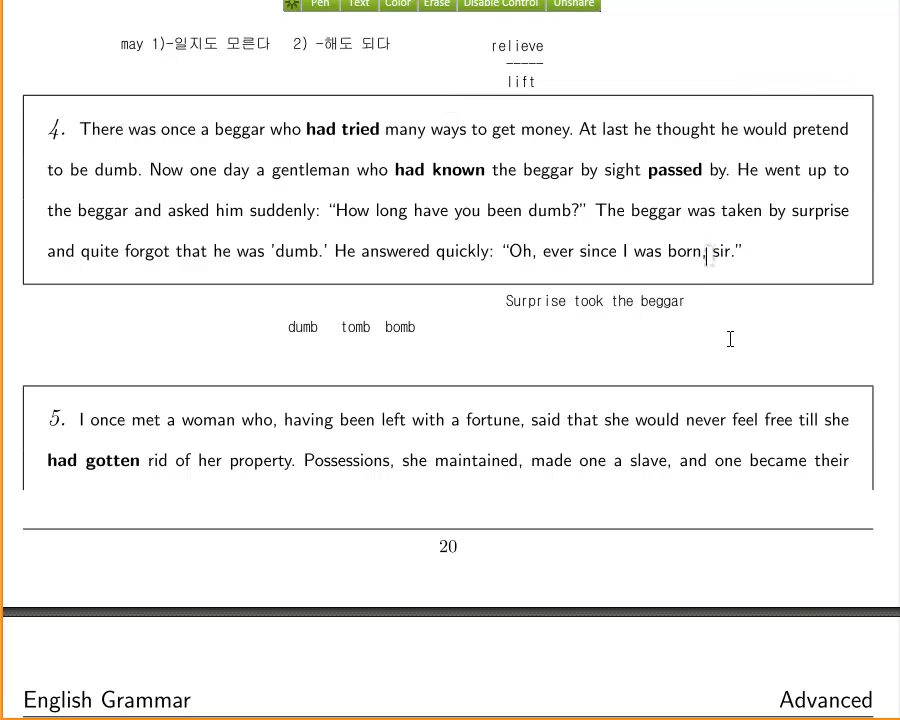 Pen Text Color Erase Disable Control Unshare
may 1)-일지도 모른다 2) -해도 되다 relieve
-----
lift
4. There was once a beggar who had tried many ways to get money. At last he thought he would pretend
to be dumb. Now one day a gentleman who had known the beggar by sight passed by. He went up to
the beggar and asked him suddenly: “How long have you been dumb?” The beggar was taken by surprise
and quite forgot that he was 'dumb.' He answered quickly: “Oh, ever since I was born, sir.”
Surprise took the beggar
dumb tomb bomb
5. I once met a woman who, having been left with a fortune, said that she would never feel free till she
had gotten rid of her property. Possessions, she maintained, made one a slave, and one became their
20
English Grammar Advanced